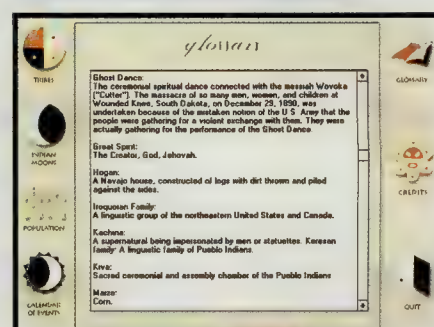 glossary
TRIBES
INDIAN
MOONS
POPULATION
CALENDAR
OF EVENTS
Ghost Dance:
The ceremonial spiritual dance connected with the messiah Wovoka
("Cutter"). The massacre of so many men, women, and children at
Wounded Knee, South Dakota, on December 29, 1890, was
undertaken because of the mistaken notion of the U S Army that the
people were gathering for a violent exchange with them. They were
actually gathering for the performance of the Ghost Dance
Great Spirit:
The Creator, God, Jehovah.
Hogan:
A Navajo house, constructed of logs with dirt thrown and piled
against the sides.
Iroquoian Family:
A linguistic group of the northeastern United States and Canada.
Kachina:
A supernatural being impersonated by men or statuettes. Keresan
family: A linguistic family of Pueblo Indians.
Kiva:
Sacred ceremonial and assembly chamber of the Pueblo Indians
Maize:
Corn.
GLOSSARY
CREDITS
QUIT